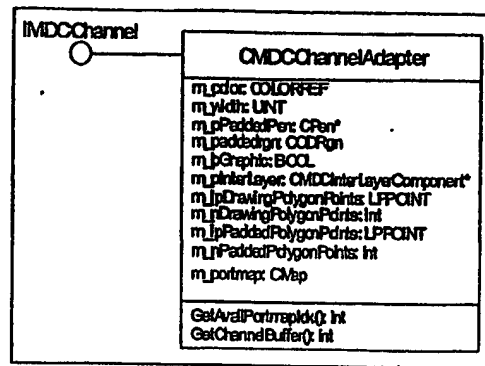 IMDCChannel
CMDCChannelAdapter
m_color: COLORREF
m_width: UINT
m_pPaddedPen: CPen*
m_paddedrgn: CCDRgn
m_bGraphic: BOOL
m_pInterLayer: CMDCInterLayerComponent*
m_lpDrawingPolygonPoints: LPPOINT
m_nDrawingPolygonPoints: int
m_lpPaddedPolygonPoints: LPPOINT
m_nPaddedPolygonPoints: int
m_portmap: CMap
GetAvailPortmapIdx(): int
GetChannelBuffer(): int